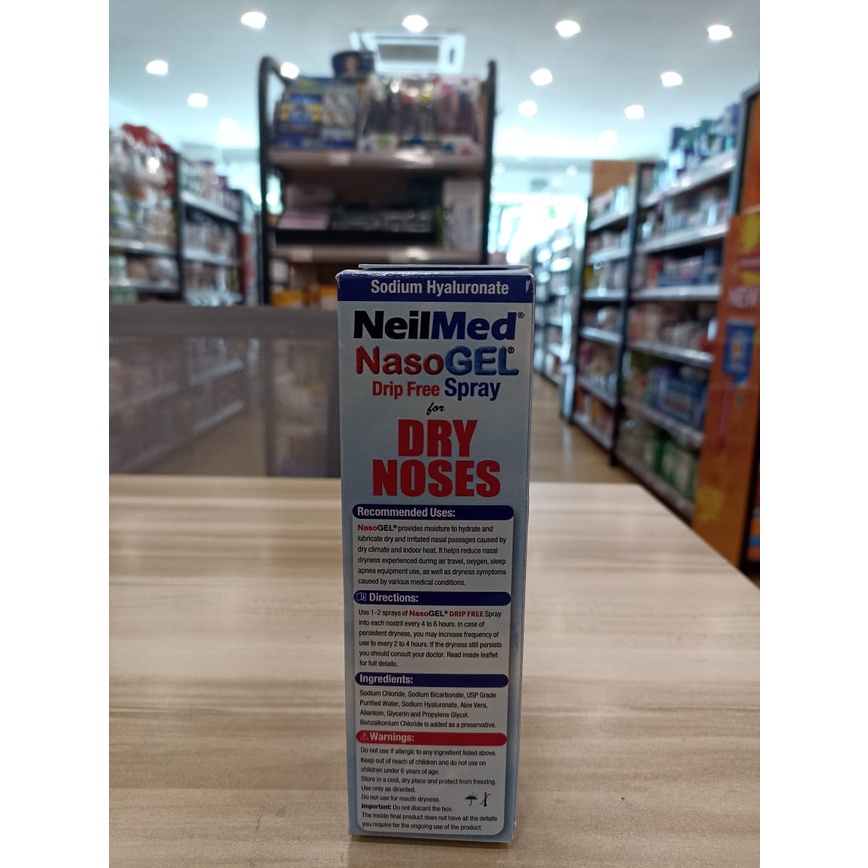 Sodium Hyaluronate
NeilMed®
NasoGEL®
Drip Free Spray
for
DRY
NOSES
Recommended Uses:
NasoGEL® provides moisture to hydrate and
lubricate dry and irritated nasal passages caused by
dry climate and indoor heat. It helps reduce nasal
dryness experienced during air travel, oxygen, sleep
apnea equipment use, as well as dryness symptoms
caused by various medical conditions.
Directions:
Use 1-2 sprays of NasoGEL® DRIP FREE Spray
into each nostril every 4 to 6 hours. In case of
persistent dryness, you may increase frequency of
use to every 2 to 4 hours. If the dryness still persists
you should consult your doctor. Read inside leaflet
for full details.
Ingredients:
Sodium Chloride, Sodium Bicarbonate, USP Grade
Purified Water, Sodium Hyaluronate, Aloe Vera,
Allantoin, Glycerin and Propylene Glycol.
Benzalkonium Chloride is added as a preservative.
Warnings:
Do not use if allergic to any ingredient listed above.
Keep out of reach of children and do not use on
children under 6 years of age.
Store in a cool, dry place and protect from freezing.
Use only as directed.
Do not use for mouth dryness.
Important: Do not discard the box.
The inside final product does not have all the details
you require for the ongoing use of the product.
NEW